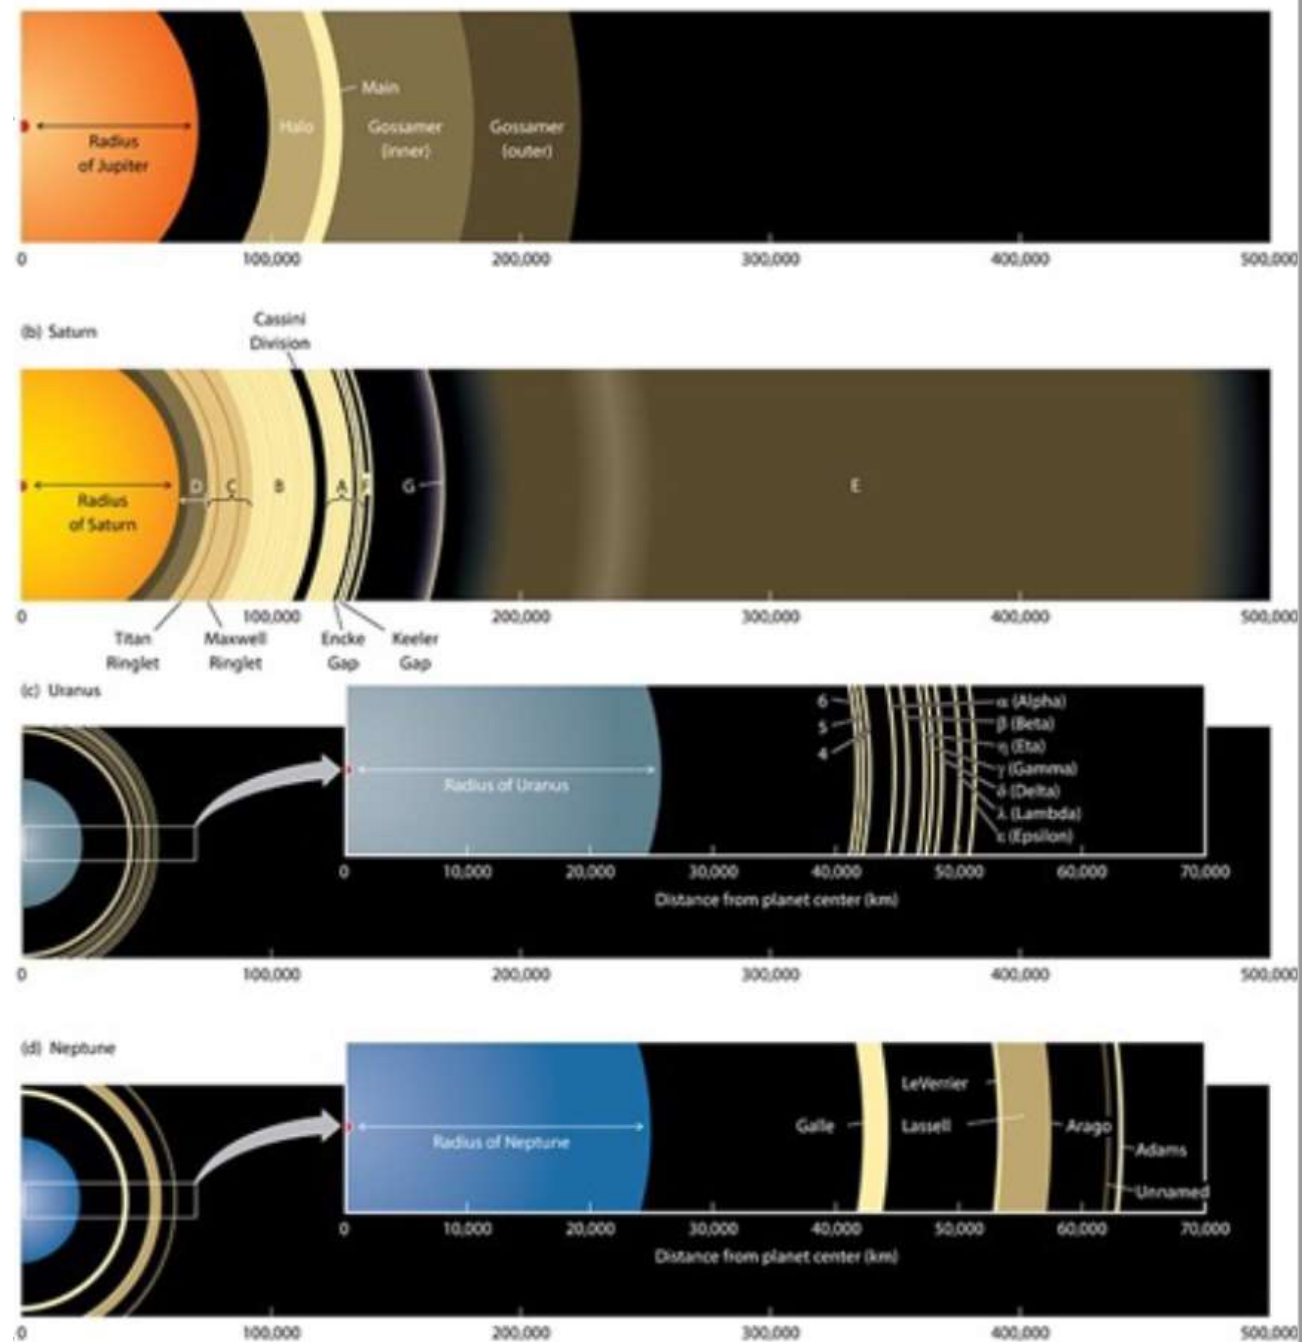 Main
Halo
Gossamer
(inner)
Gossamer
(outer)
Radius
of Jupiter
0
100,000
200,000
300,000
400,000
500,000
Cassini
Division
(b) Saturn
D
C
B
A
F
G
E
Radius
of Saturn
0
100,000
200,000
300,000
400,000
500,000
Titan
Ringlet
Maxwell
Ringlet
Encke
Gap
Keeler
Gap
(c) Uranus
6
5
4
α (Alpha)
β (Beta)
η (Eta)
γ (Gamma)
δ (Delta)
λ (Lambda)
ε (Epsilon)
Radius of Uranus
0
10,000
20,000
30,000
40,000
50,000
60,000
70,000
Distance from planet center (km)
0
100,000
200,000
300,000
400,000
500,000
(d) Neptune
LeVerrier
Galle
Lassell
Arago
Adams
Unnamed
Radius of Neptune
0
10,000
20,000
30,000
40,000
50,000
60,000
70,000
Distance from planet center (km)
0
100,000
200,000
300,000
400,000
500,000